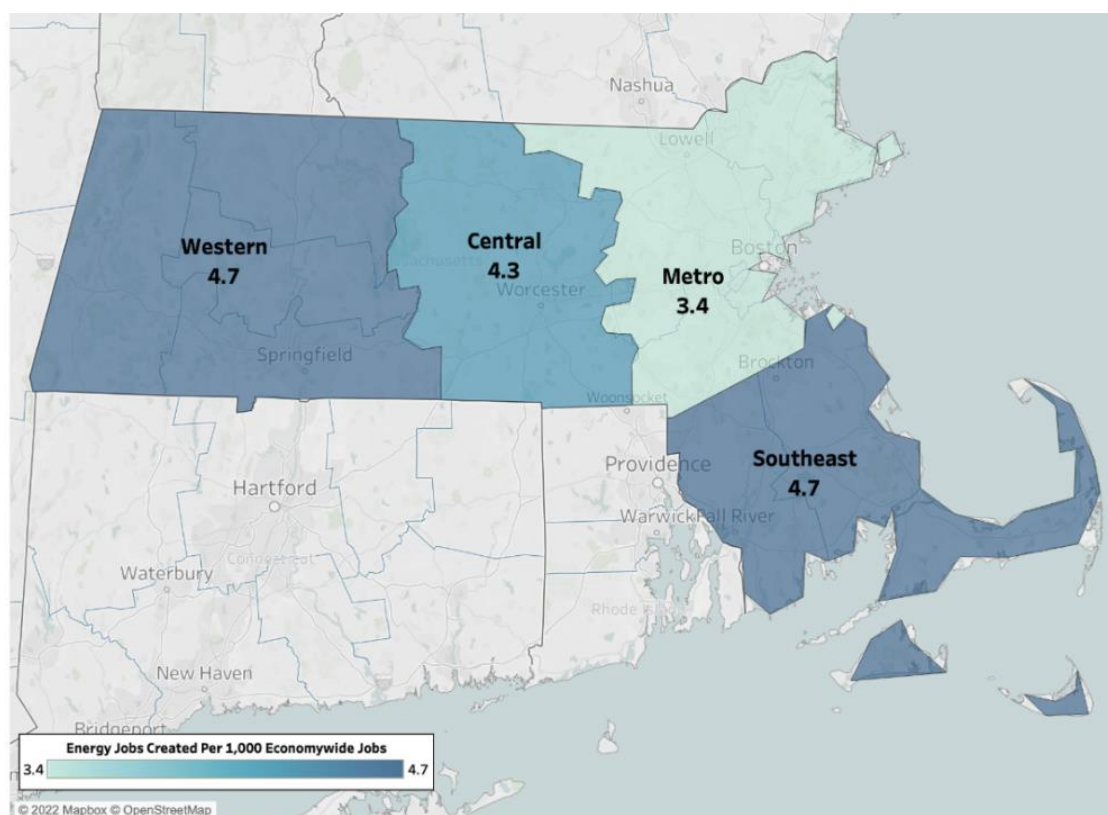 Nashua
Lowell
Western
4.7
Central
4.3
Massachusetts
Worcester
Boston
Metro
3.4
Springfield
Brockton
Woonsocket
Southeast
4.7
Providence
Hartford
Warwick
Fall River
Connecticut
Waterbury
Rhode Island
New Haven
Bridgeport
Energy Jobs Created Per 1,000 Economywide Jobs
3.4
4.7
© 2022 Mapbox © OpenStreetMap